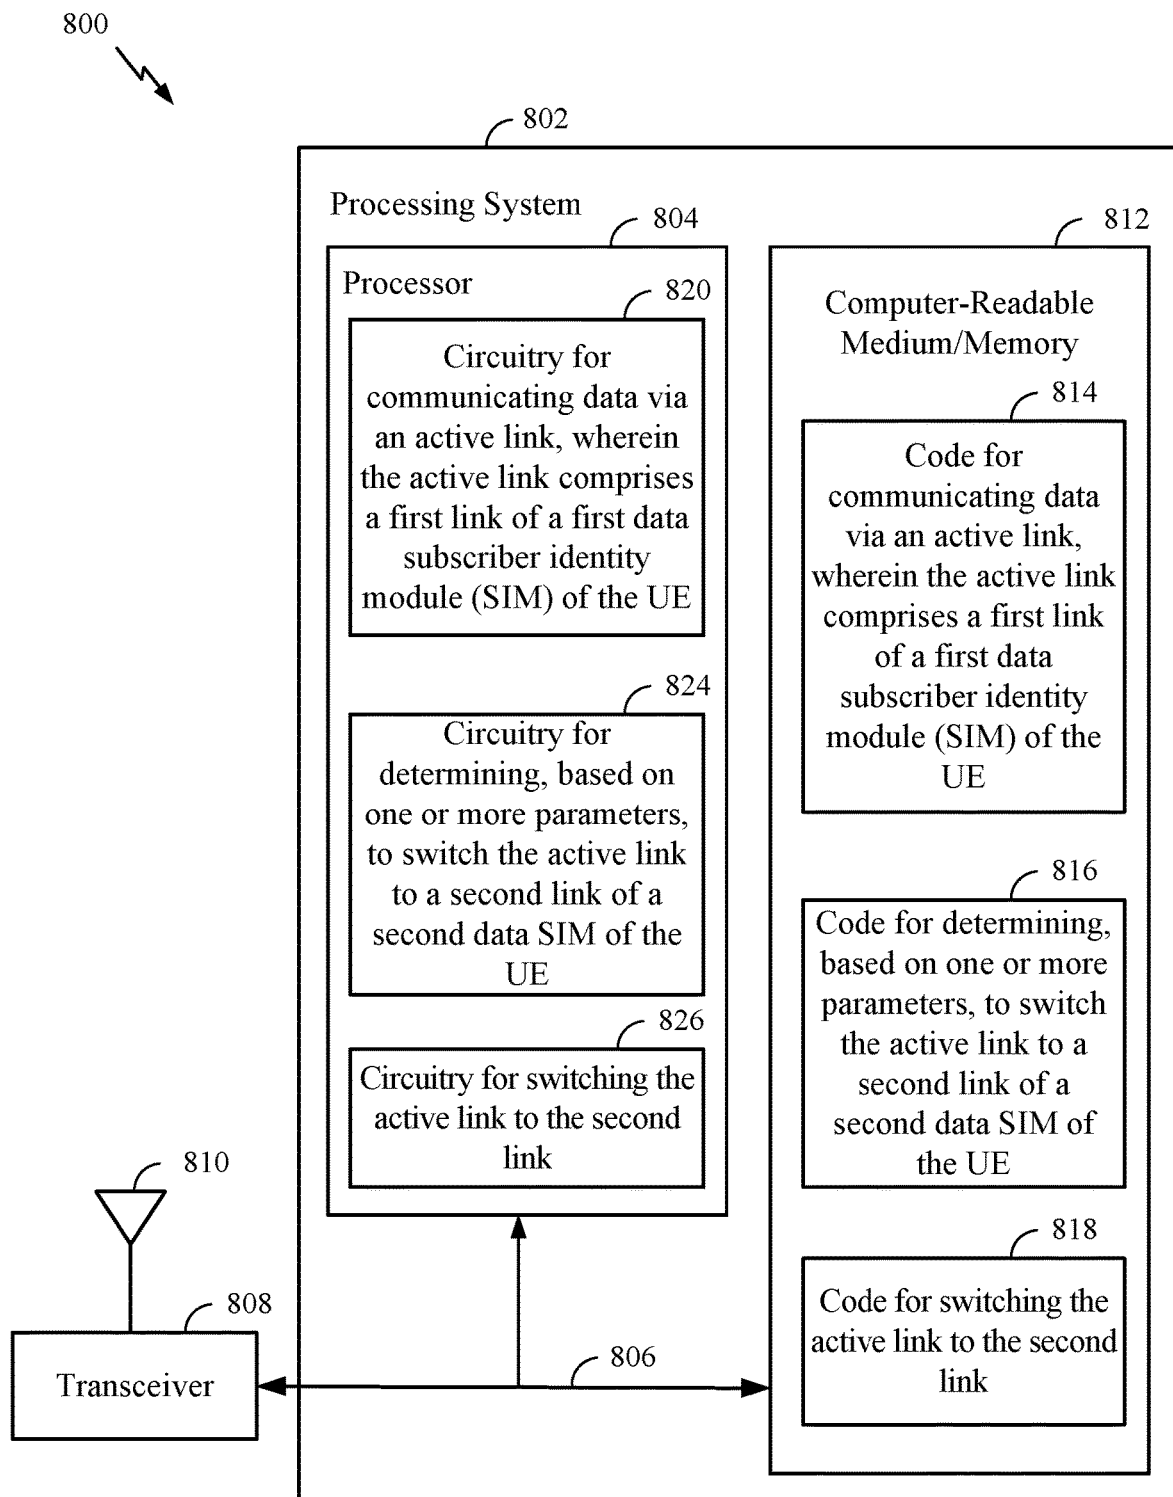 800
802
Processing System
804
812
Processor
820
Circuitry for
communicating data via
an active link, wherein
the active link comprises
a first link of a first data
subscriber identity
module (SIM) of the UE
824
Circuitry for
determining, based on
one or more parameters,
to switch the active link
to a second link of a
second data SIM of the
UE
826
Circuitry for switching the
active link to the second
link
Computer-Readable
Medium/Memory
814
Code for
communicating data
via an active link,
wherein the active link
comprises a first link
of a first data
subscriber identity
module (SIM) of the
UE
816
Code for determining,
based on one or more
parameters, to switch
the active link to a
second link of a
second data SIM of
the UE
818
Code for switching the
active link to the second
link
810
808
Transceiver
806